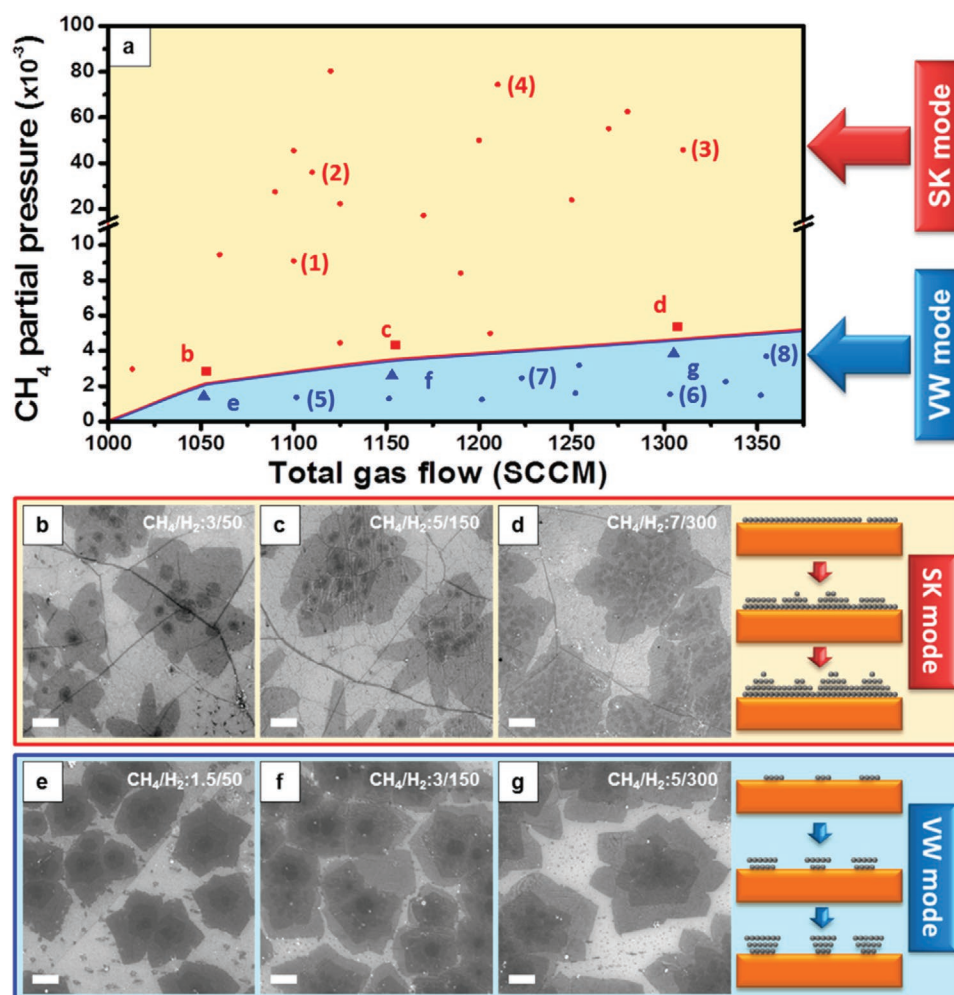 a
CH4 partial pressure (x10-3)
100
80
60
40
20
10
8
6
4
2
0
(4)
(3)
(2)
(1)
d
c
b
(8)
g
(7)
f
(6)
(5)
e
1000 1050 1100 1150 1200 1250 1300 1350
Total gas flow (SCCM)
SK mode
VW mode
b CH4/H2:3/50
c CH4/H2:5/150
d CH4/H2:7/300
SK mode
e CH4/H2:1.5/50
f CH4/H2:3/150
g CH4/H2:5/300
VW mode